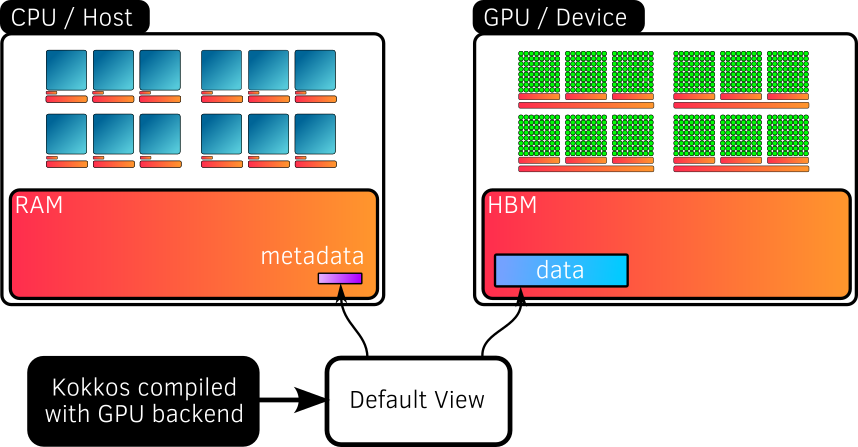 CPU / Host
GPU / Device
RAM
HBM
metadata
data
Kokkos compiled
with GPU backend
Default View